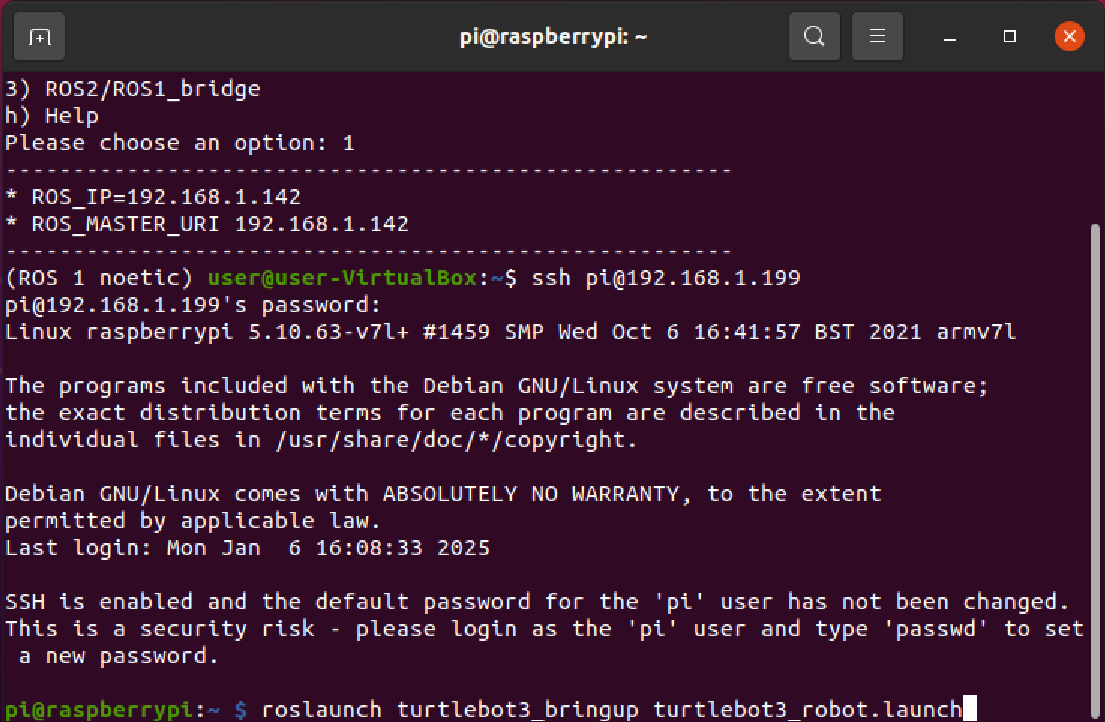 pi@raspberrypi: ~
3) ROS2/ROS1_bridge
h) Help
Please choose an option: 1
------------------------------------------------------
* ROS_IP=192.168.1.142
* ROS_MASTER_URI 192.168.1.142
------------------------------------------------------
(ROS 1 noetic) user@user-VirtualBox:~$ ssh pi@192.168.1.199
pi@192.168.1.199's password:
Linux raspberrypi 5.10.63-v7l+ #1459 SMP Wed Oct 6 16:41:57 BST 2021 armv7l
The programs included with the Debian GNU/Linux system are free software;
the exact distribution terms for each program are described in the
individual files in /usr/share/doc/*/copyright.
Debian GNU/Linux comes with ABSOLUTELY NO WARRANTY, to the extent
permitted by applicable law.
Last login: Mon Jan  6 16:08:33 2025
SSH is enabled and the default password for the 'pi' user has not been changed.
This is a security risk - please login as the 'pi' user and type 'passwd' to set
 a new password.
pi@raspberrypi:~ $ roslaunch turtlebot3_bringup turtlebot3_robot.launch